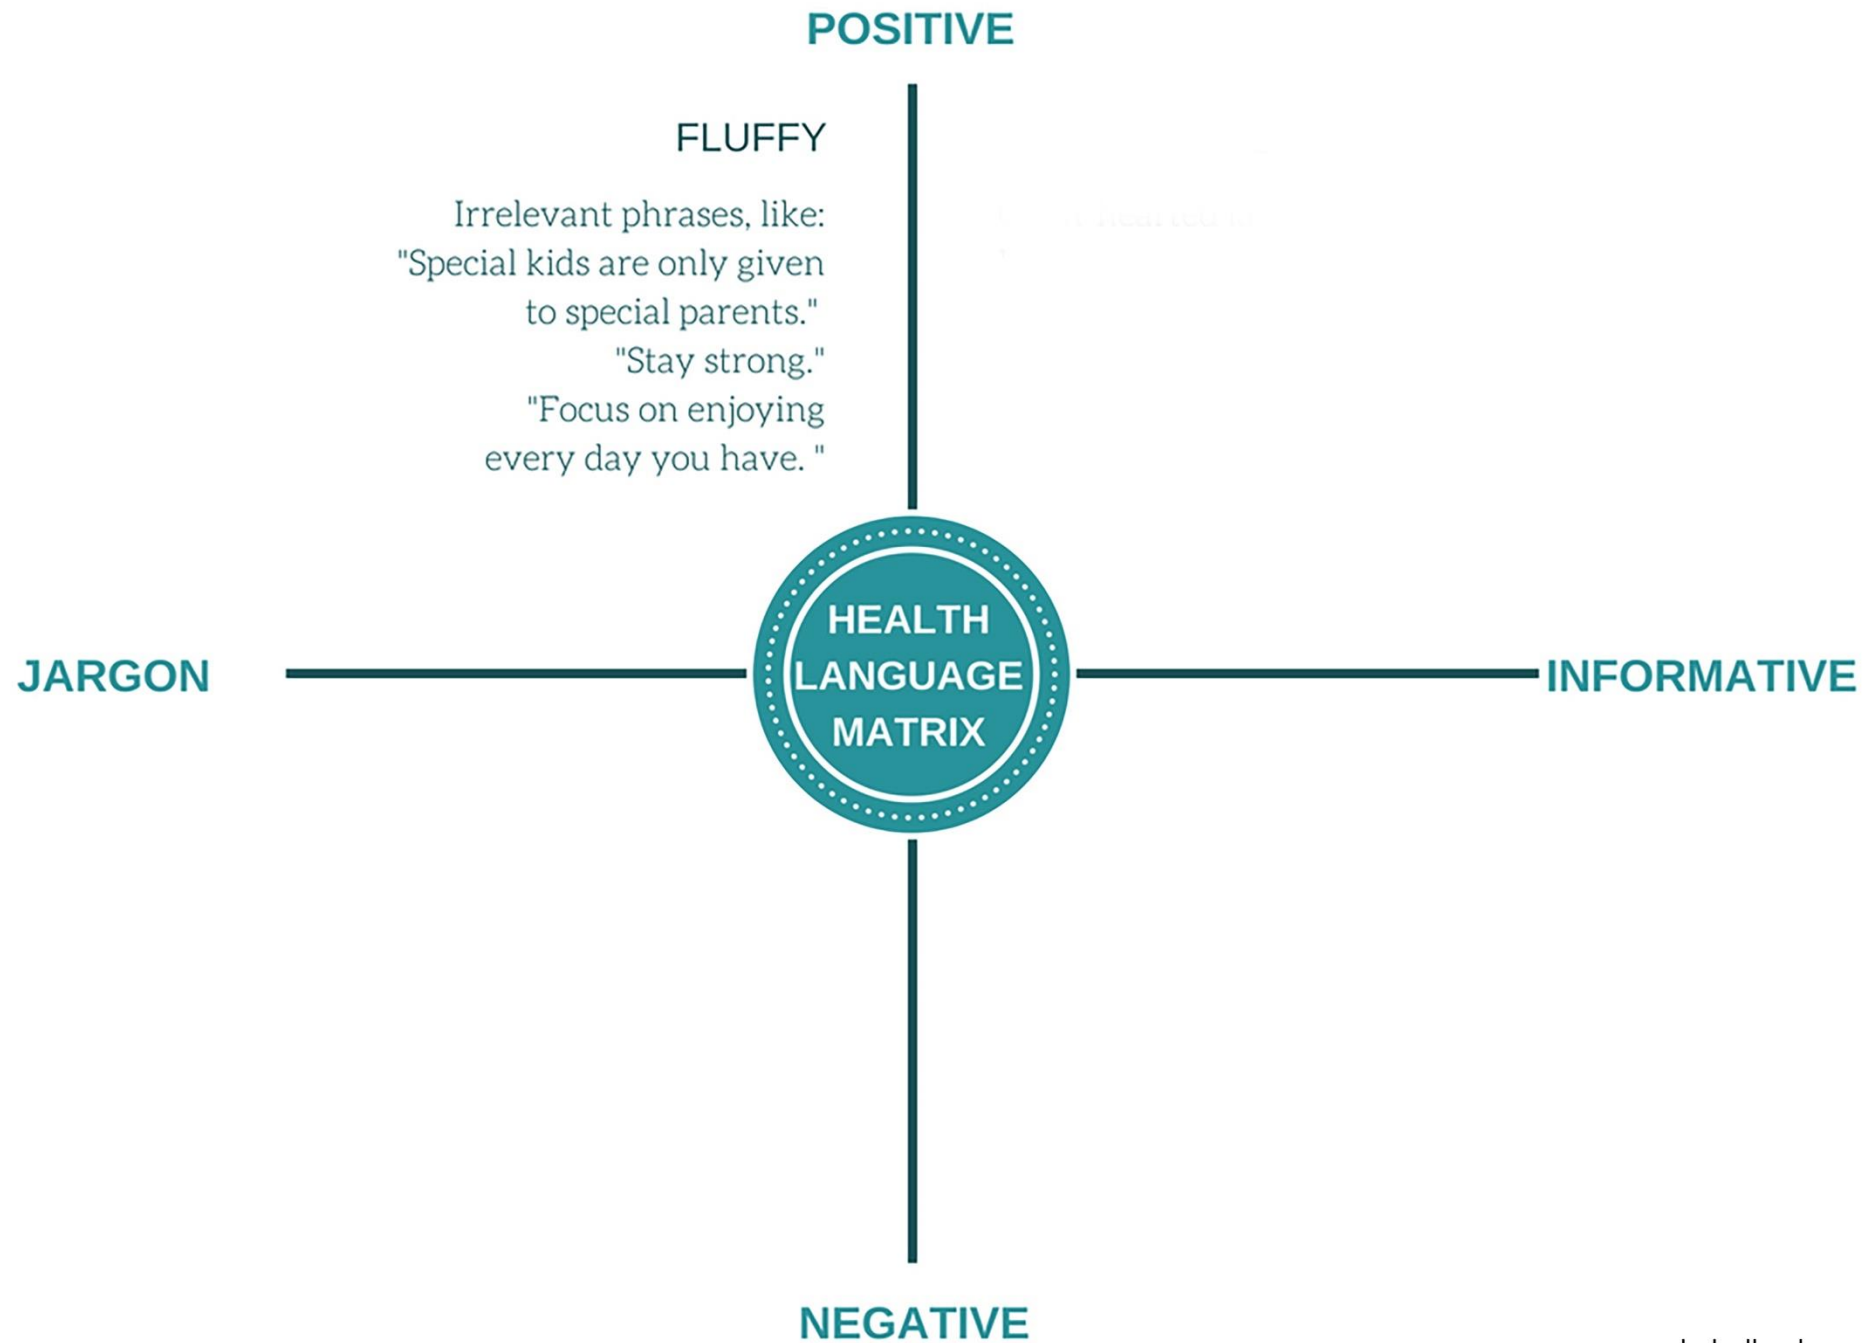 POSITIVE
FLUFFY
Irrelevant phrases, like:
"Special kids are only given
to special parents."
"Stay strong."
"Focus on enjoying
every day you have. "
HEALTH
LANGUAGE
MATRIX
JARGON
INFORMATIVE
NEGATIVE